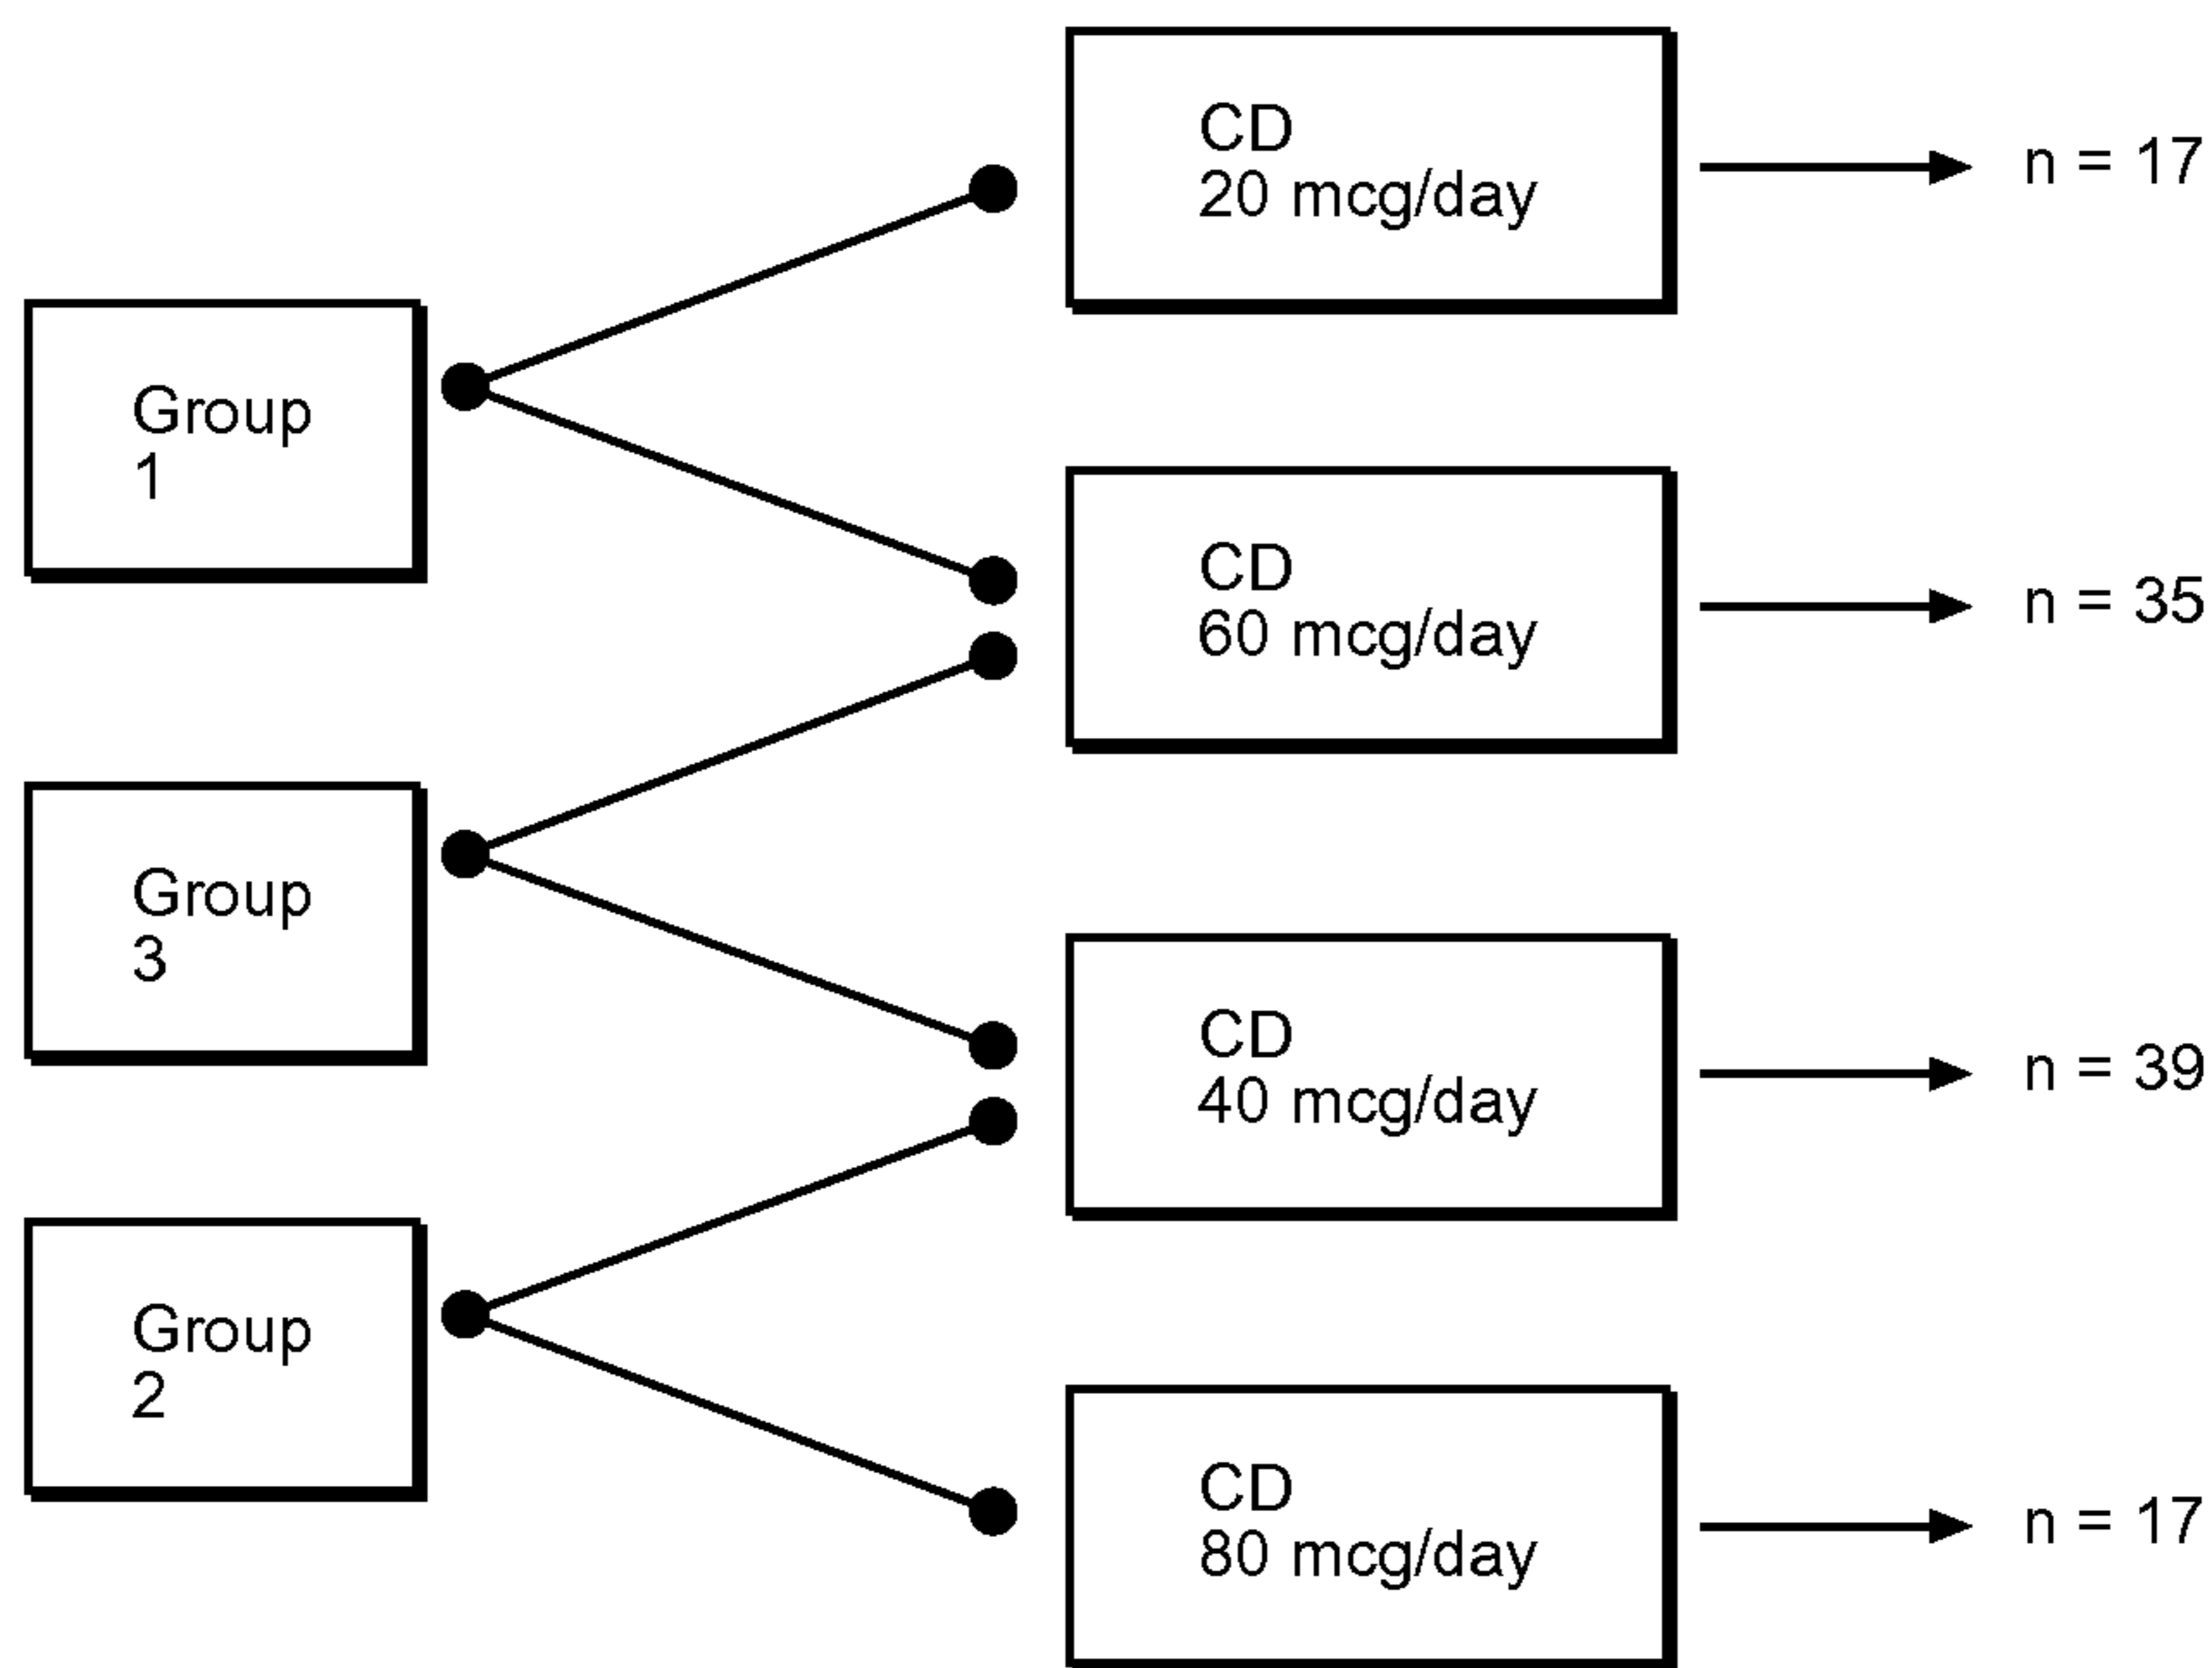 CD
20 mcg/day
n = 17
Group
1
CD
60 mcg/day
n = 35
Group
3
CD
40 mcg/day
n = 39
Group
2
CD
80 mcg/day
n = 17